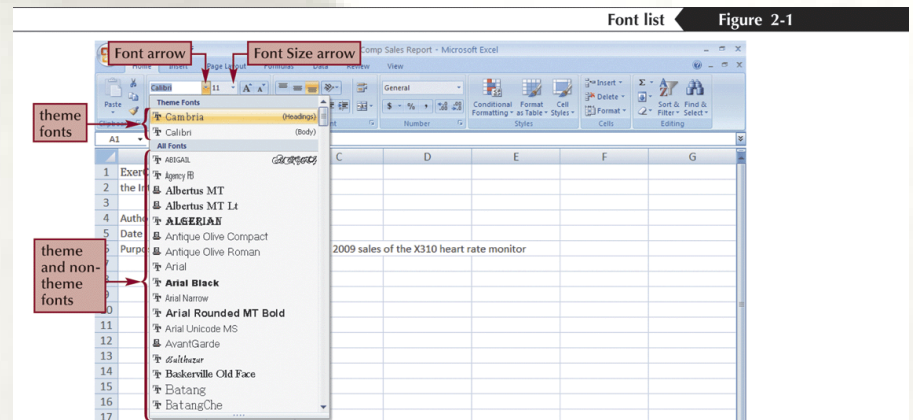 Font list Figure 2-1
Font arrow
Font Size arrow
Comp Sales Report - Microsoft Excel
Home Insert Page Layout Formulas Data Review View
Calibri 11 General
Paste
Conditional Formatting Format as Table Cell Styles
Insert
Delete
Format
Sort & Filter Find & Select
Number Styles Cells Editing
theme
fonts
Theme Fonts
Cambria (Headings)
Calibri (Body)
All Fonts
A1
C D E F G
ABIGAIL
Agency FB
Albertus MT
Albertus MT Lt
ALGERIAN
Antique Olive Compact
Antique Olive Roman
Arial
Arial Black
Arial Narrow
Arial Rounded MT Bold
Arial Unicode MS
AvantGarde
Balthazar
Baskerville Old Face
Batang
BatangChe
theme
and non-
theme
fonts
1 Exer
2 the In
3
4 Autho
5 Date
Purpo 2009 sales of the X310 heart rate monitor
11
12
13
14
15
16
17